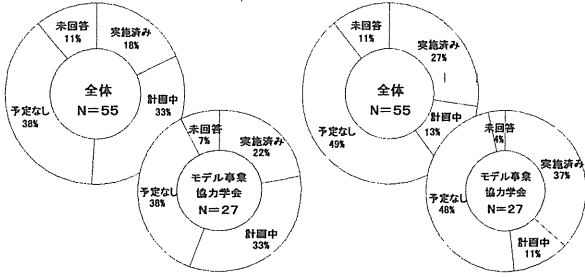 未回答
11%
実施済み
18%
全体
N=55
予定なし
38%
計画中
33%
未回答
7%
実施済み
22%
予定なし
38%
モデル事業
協力学会
N=27
計画中
33%
未回答
11%
実施済み
27%
全体
N=55
計画中
13%
予定なし
49%
未回答
4%
実施済み
37%
予定なし
48%
モデル事業
協力学会
N=27
計画中
11%